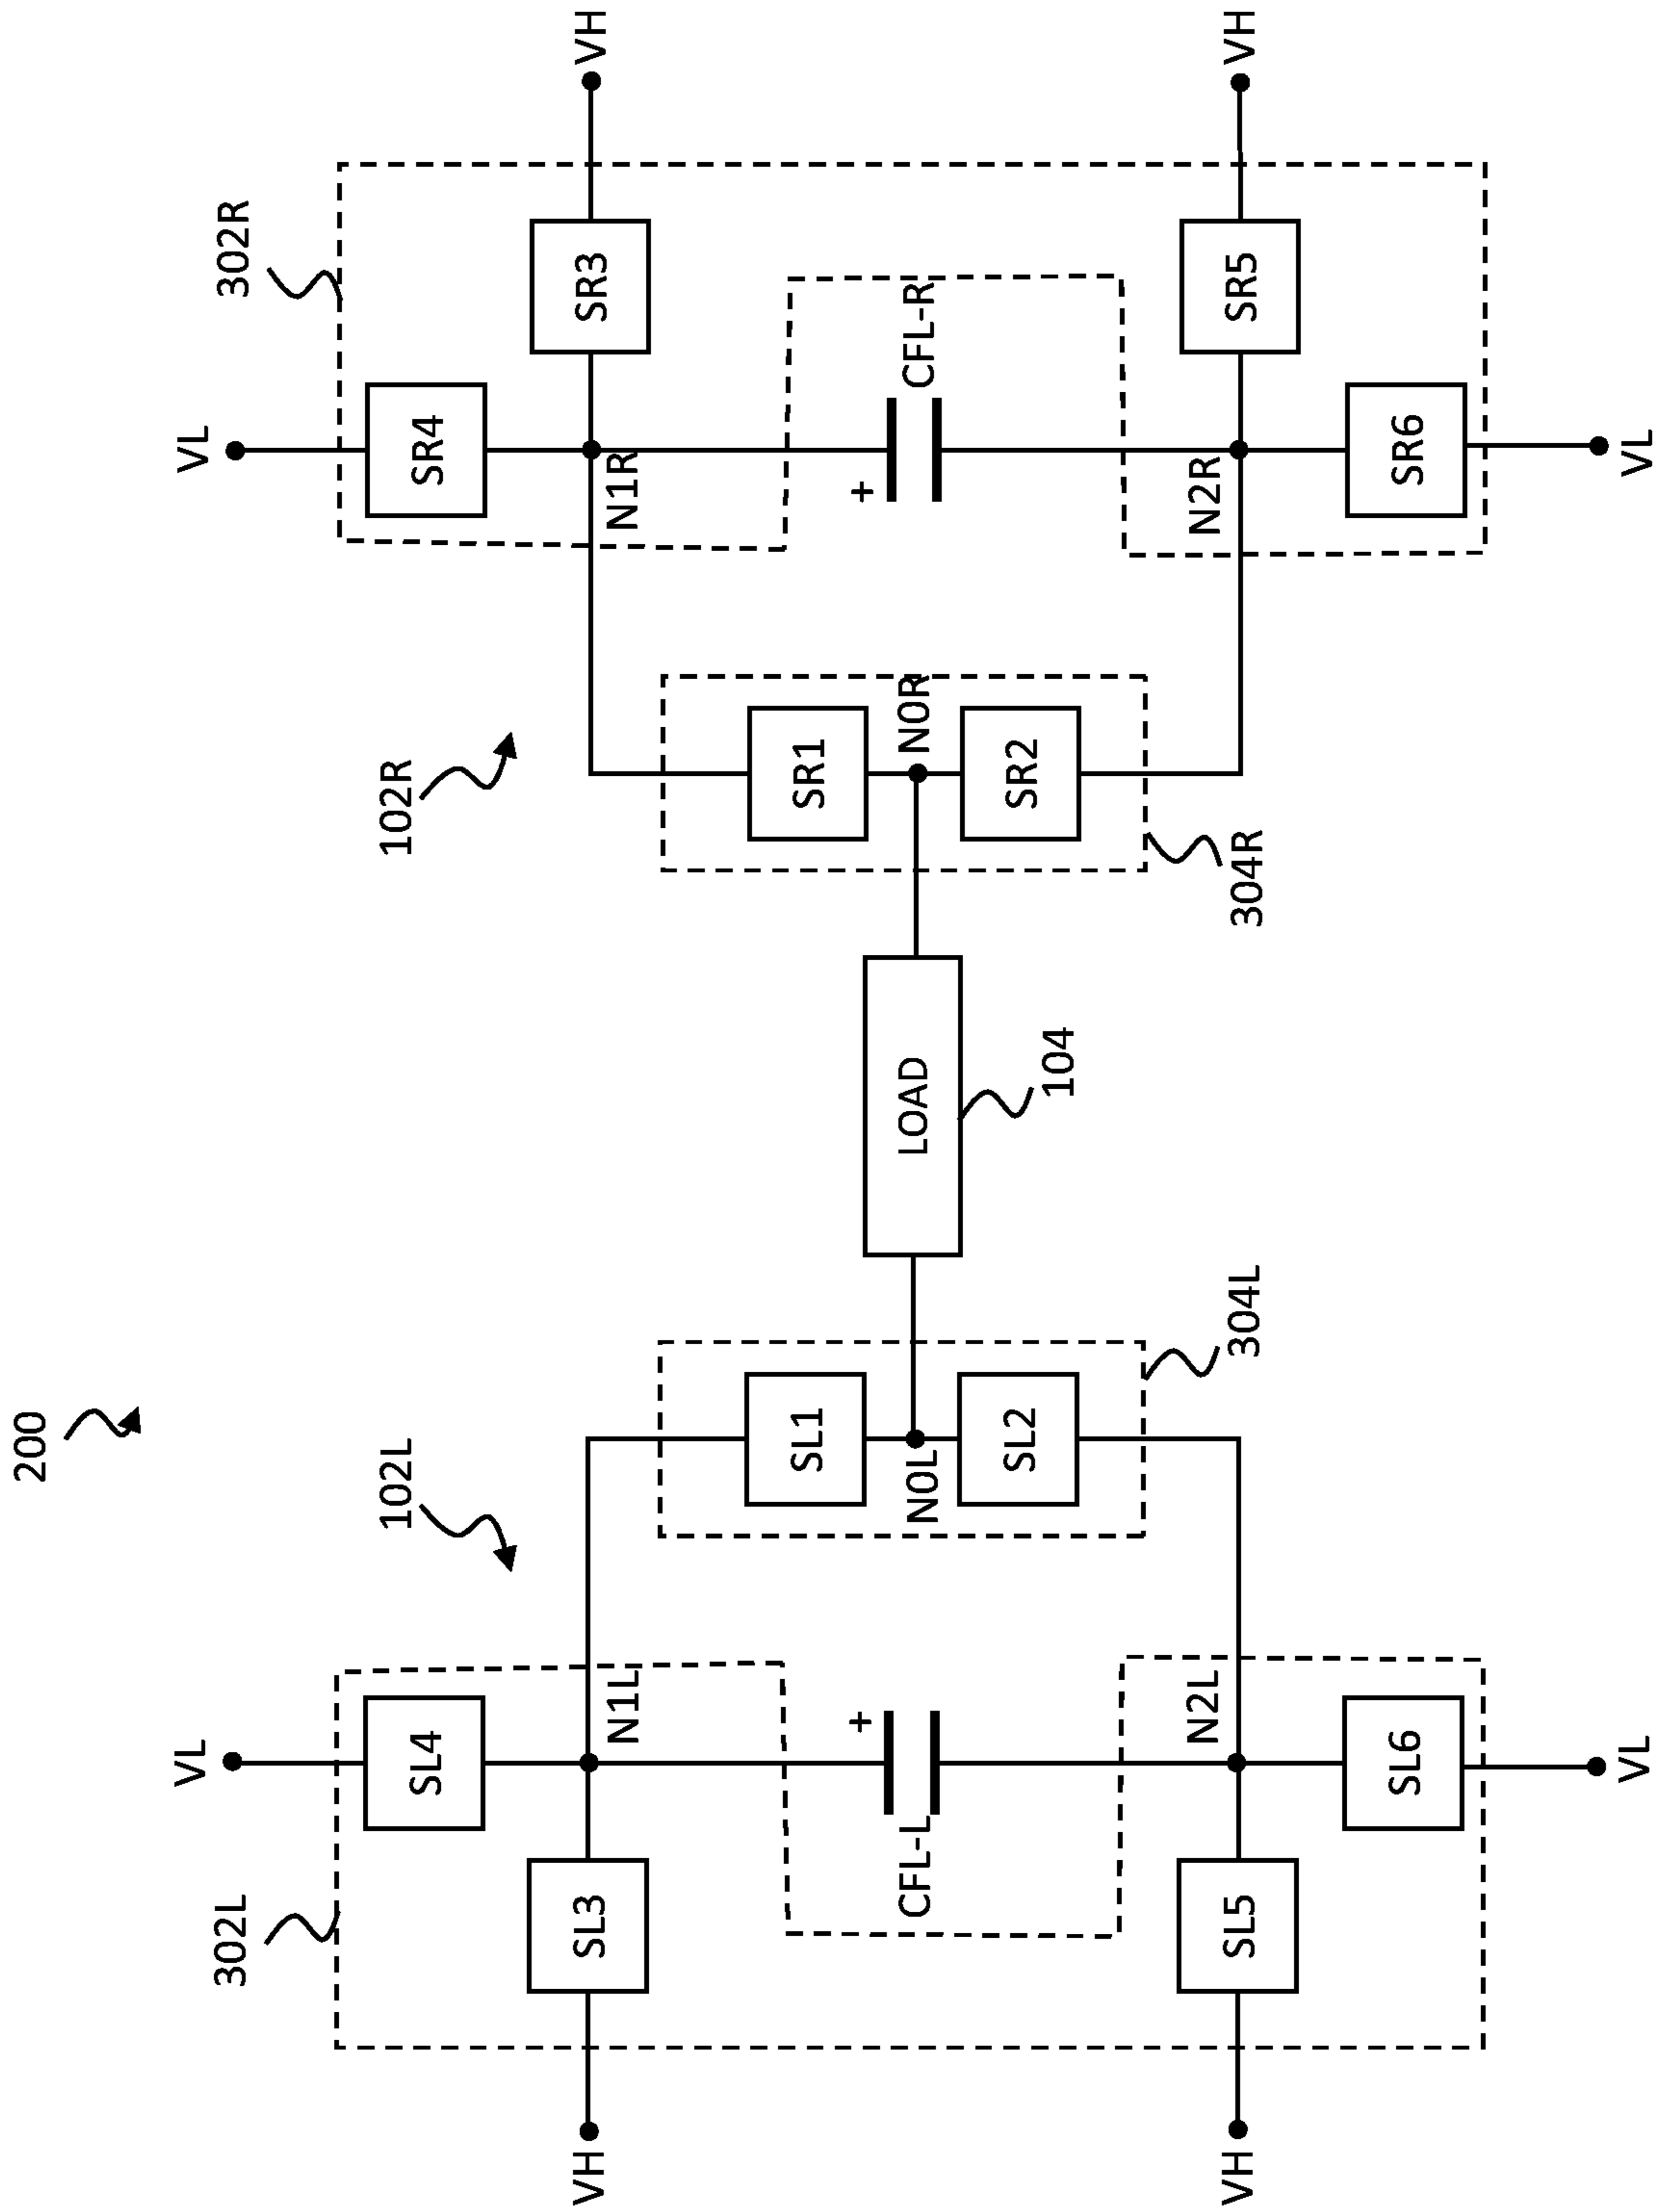 200
302L
102L
102R
302R
VL
VL
SL4
SR4
VH
SL3
N1L
N1R
SR3
VH
SL1
SR1
+
+
CFL-L
N0L
LOAD
N0R
CFL-R
SL2
SR2
104
N2L
N2R
VH
SL5
304L
304R
SR5
VH
SL6
SR6
VL
VL